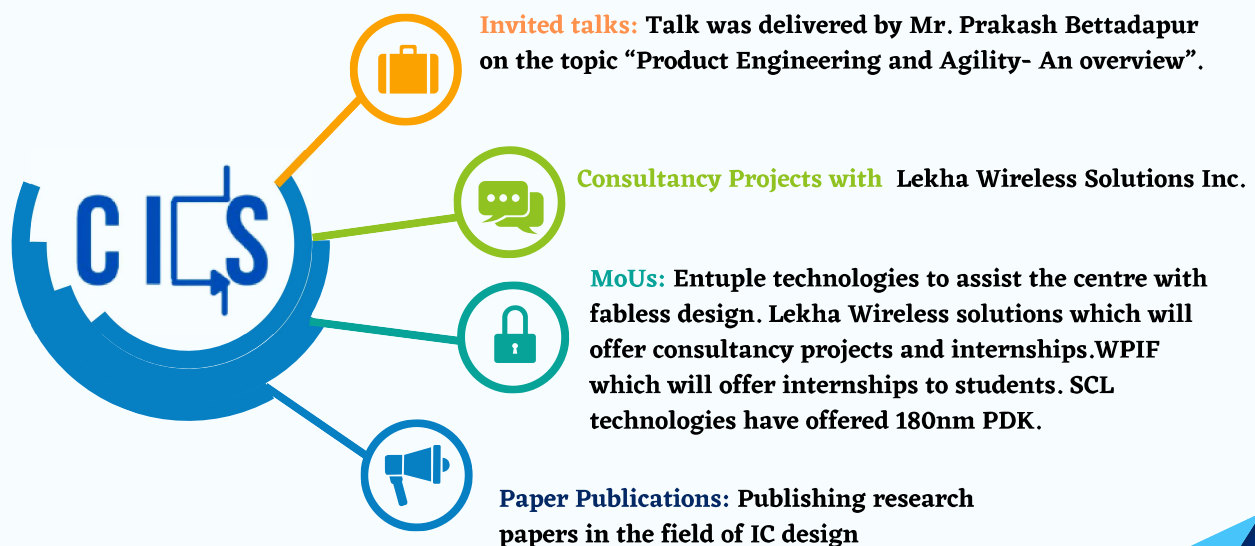 Invited talks: Talk was delivered by Mr. Prakash Bettadapur
on the topic “Product Engineering and Agility- An overview”.
CICS
Consultancy Projects with Lekha Wireless Solutions Inc.
MoUs: Entuple technologies to assist the centre with
fabless design. Lekha Wireless solutions which will
offer consultancy projects and internships.WPIF
which will offer internships to students. SCL
technologies have offered 180nm PDK.
Paper Publications: Publishing research
papers in the field of IC design